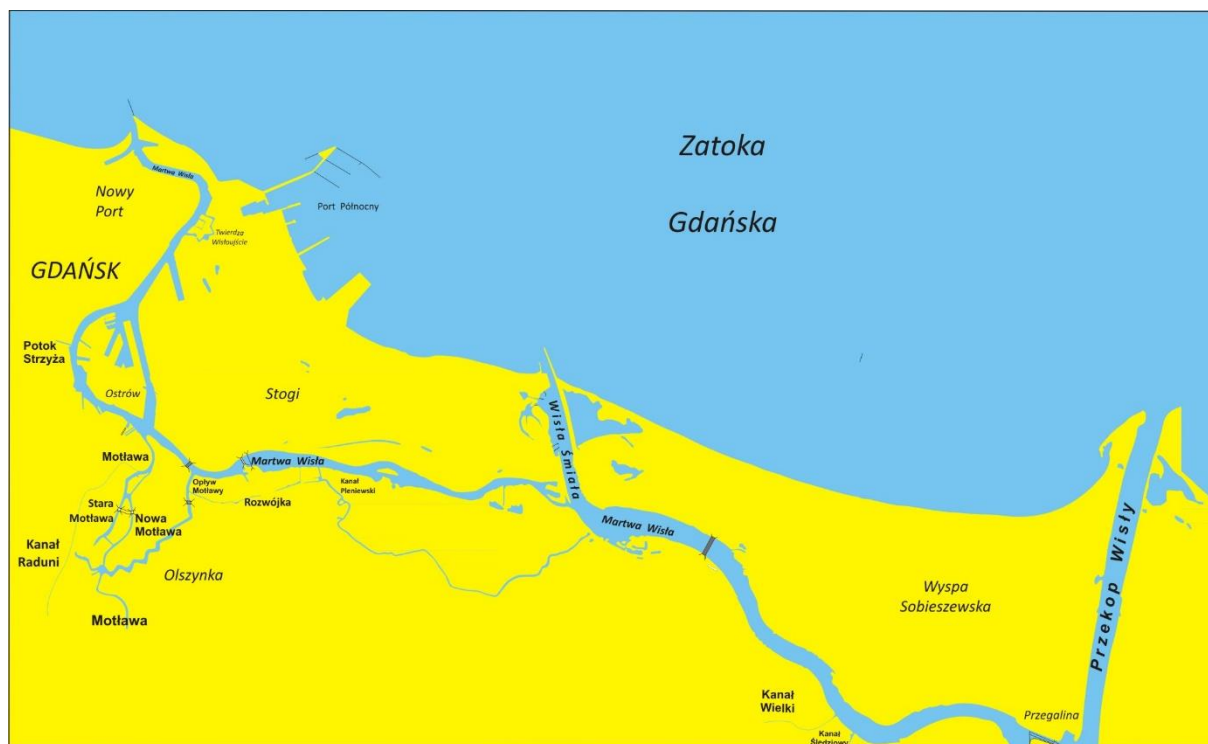 Zatoka
Gdańska
Martwa Wisła
Nowy
Port
Port Północny
Twierdza
Wisłoujście
GDAŃSK
Potok
Strzyża
Ostrów
Stogi
Wisła Śmiała
Motława
Martwa Wisła
Opływ
Motławy
Kanał
Pleniewski
Rozwójka
Stara
Motława
Nowa
Motława
Martwa Wisła
Kanał
Raduni
Olszynka
Wyspa
Sobieszewska
Przekop Wisły
Motława
Kanał
Wielki
Przegalina
Kanał
Śledziowy